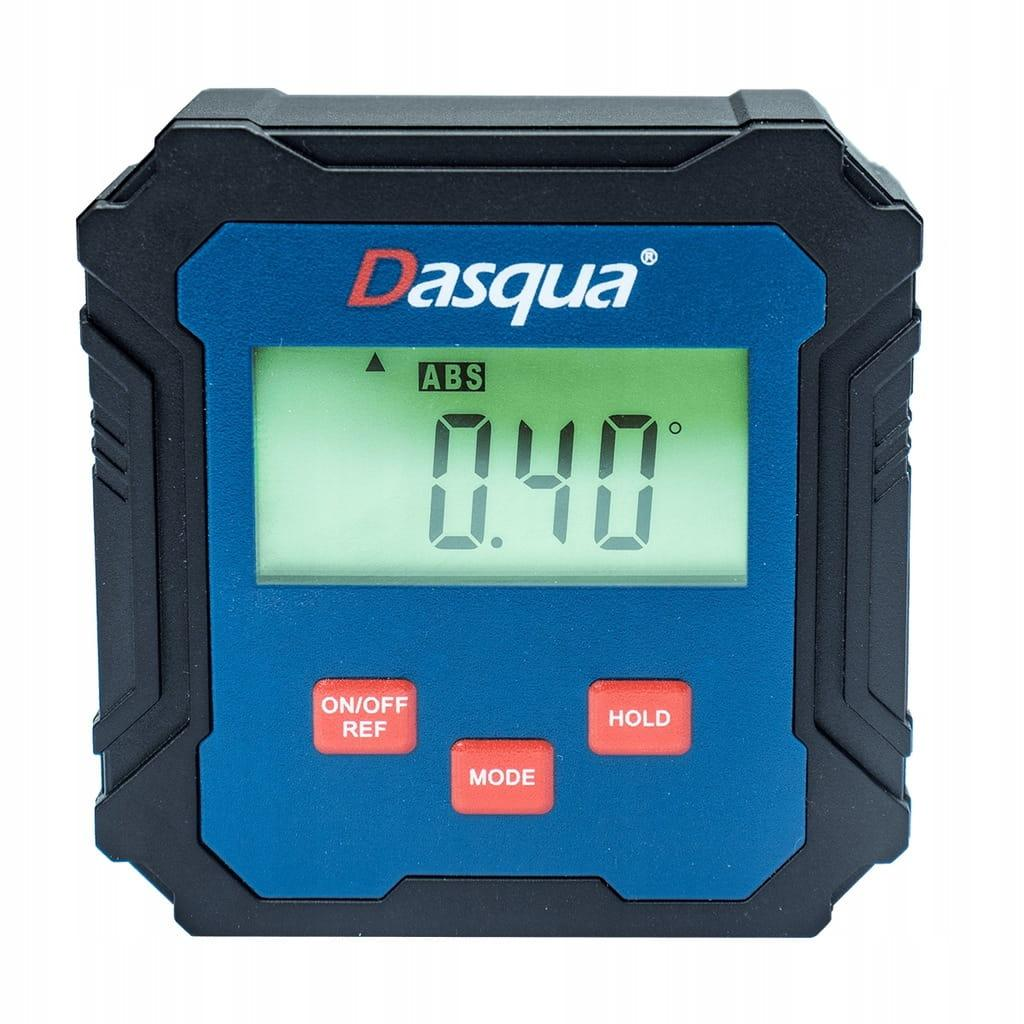 Dasqua®
ABS
0.40°
ON/OFF
REF
HOLD
MODE